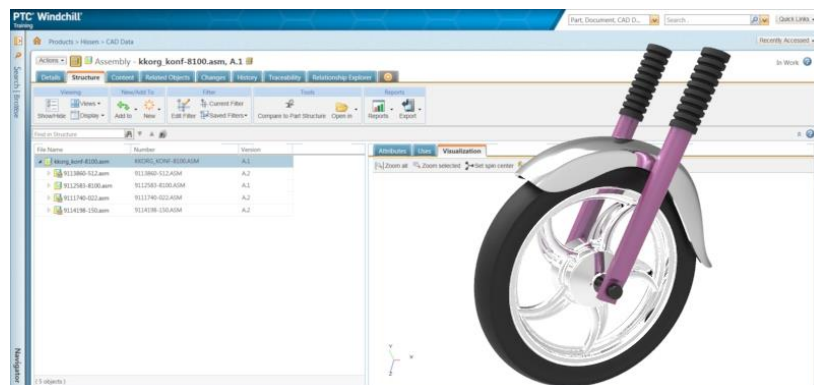 PTC Windchill
Training
Part, Document, CAD D...
Search...
Quick Links
Products > Hissen > CAD Data
Recently Accessed
Actions
Assembly - kkorg_konf-8100.asm, A.1
In Work
Search | Browse
Details Structure Content Related Objects Changes History Traceability Relationship Explorer
Viewing New/Add To Filter Tools Reports
Show/Hide Views Display Add to New Edit Filter Current Filter Saved Filters Compare to Part Structure Open in Reports Export
Find in Structure
File Name Number Version
kkorg_konf-8100.asm KKORG_KONF-8100.ASM A.1
9113860-512.asm 9113860-512.ASM A.2
9112583-8100.asm 9112583-8100.ASM A.1
9111740-022.asm 9111740-022.ASM A.2
9114198-150.asm 9114198-150.ASM A.2
Attributes Uses Visualization
Zoom all Zoom selected Set spin center
Navigator
( 5 objects )